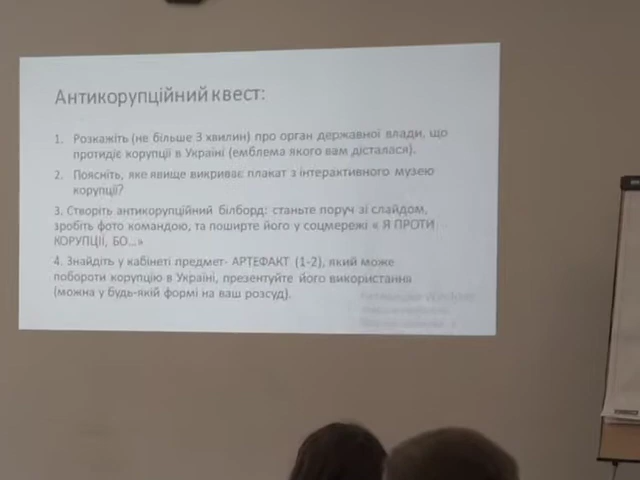 Антикорупційний квест:
1. Розкажіть (не більше 3 хвилин) про орган державної влади, що
протидіє корупції в Україні (емблема якого вам дісталася).
2. Поясніть, яке явище викриває плакат з інтерактивного музею
корупції?
3. Створіть антикорупційний білборд: станьте поруч зі слайдом,
зробіть фото командою, та поширте його у соцмережі « Я ПРОТИ
КОРУПЦІЇ, БО…»
4. Знайдіть у кабінеті предмет- АРТЕФАКТ (1-2), який може
побороти корупцію в Україні, презентуйте його використання
(можна у будь-якій формі на ваш розсуд).